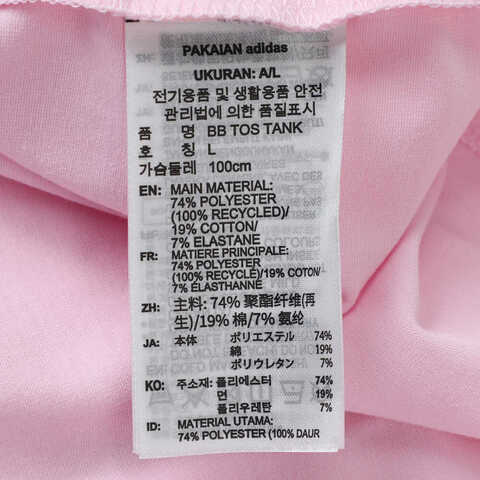 PAKAIAN adidas
UKURAN: A/L
전기용품 및 생활용품 안전
관리법에 의한 품질표시
품 명 BB TOS TANK
호 칭 L
가슴둘레 100cm
EN: MAIN MATERIAL:
74% POLYESTER
(100% RECYCLED)/
19% COTTON/
7% ELASTANE
FR: MATIERE PRINCIPALE:
74% POLYESTER
(100% RECYCLÉ)/19% COTON/
7% ÉLASTHANNE
ZH: 主料: 74% 聚酯纤维(再
生)/19% 棉/7% 氨纶
JA: 本体 ポリエステル 74%
綿 19%
ポリウレタン 7%
KO: 주소재: 폴리에스터 74%
면 19%
폴리우레탄 7%
ID: MATERIAL UTAMA:
74% POLYESTER (100% DAUR